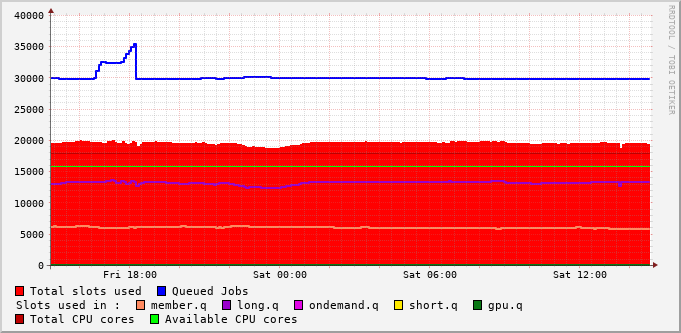 RRDTOOL / TOBI OETIKER
40000
35000
30000
25000
20000
15000
10000
5000
0
Fri 18:00 Sat 00:00 Sat 06:00 Sat 12:00
Total slots used Queued Jobs
Slots used in : member.q long.q ondemand.q short.q gpu.q
Total CPU cores Available CPU cores